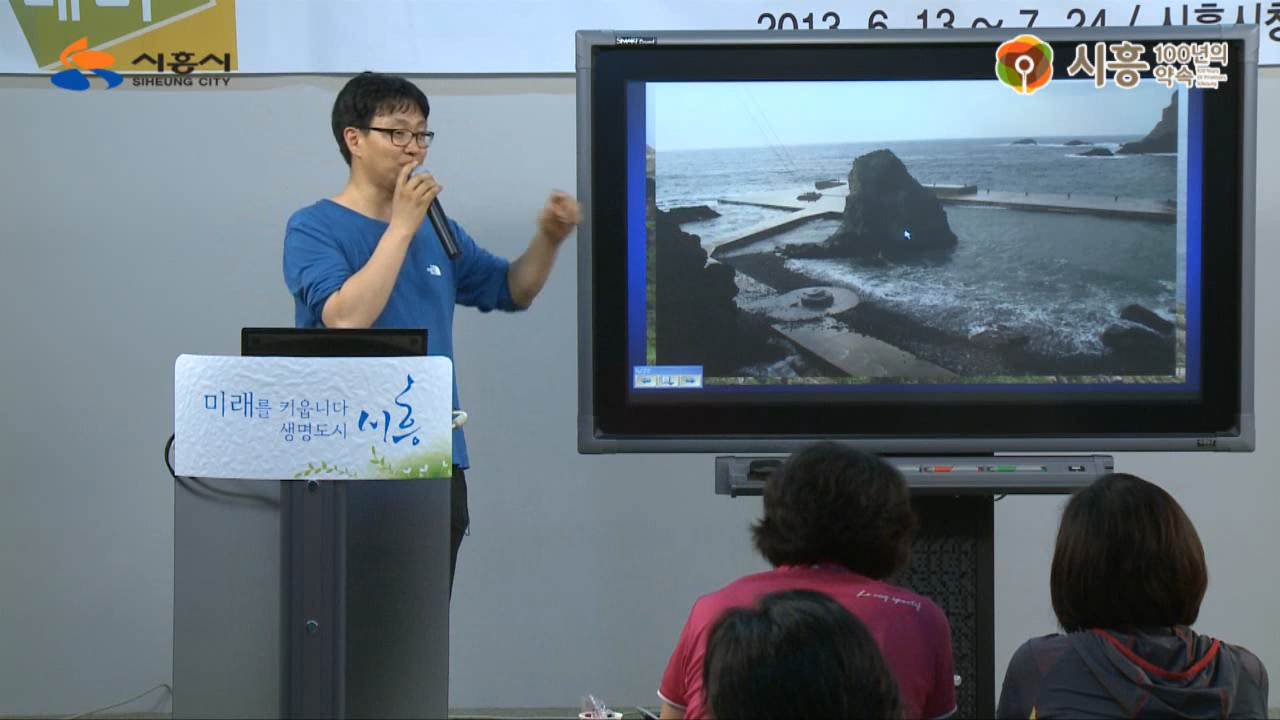 2013. 6. 13 ~ 7. 24 / 시흥시청
시흥시
SIHEUNG CITY
시흥 100년의
약속
미래를 키웁니다
생명도시 시흥